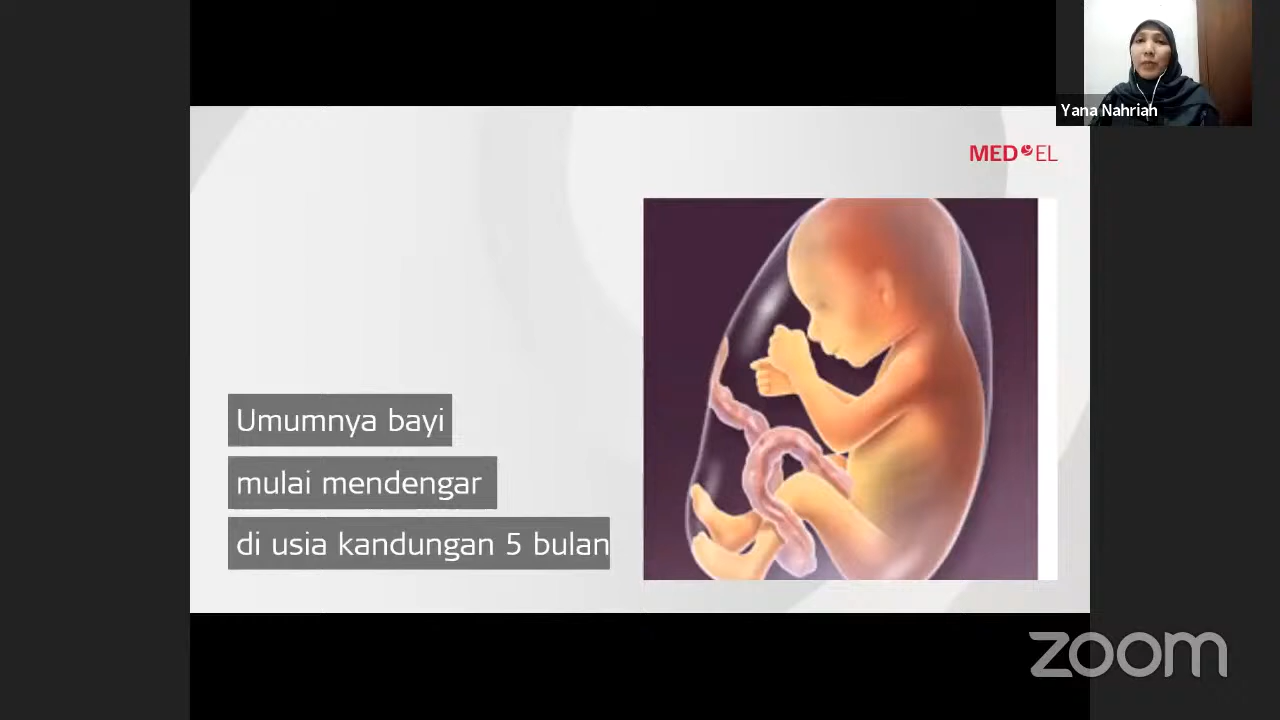 Yana Nahriah
MED EL
Umumnya bayi
mulai mendengar
di usia kandungan 5 bulan
zoom